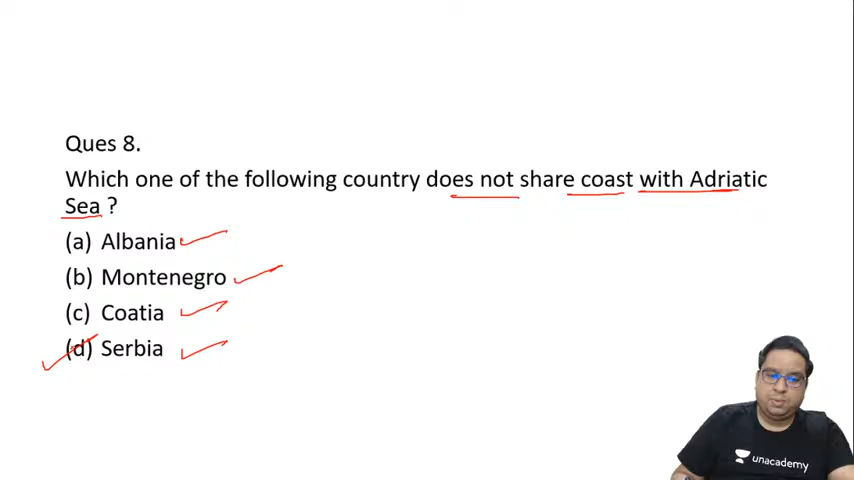 Ques 8.
Which one of the following country does not share coast with Adriatic
Sea ?
(a) Albania
(b) Montenegro
(c) Coatia
(d) Serbia
unacademy